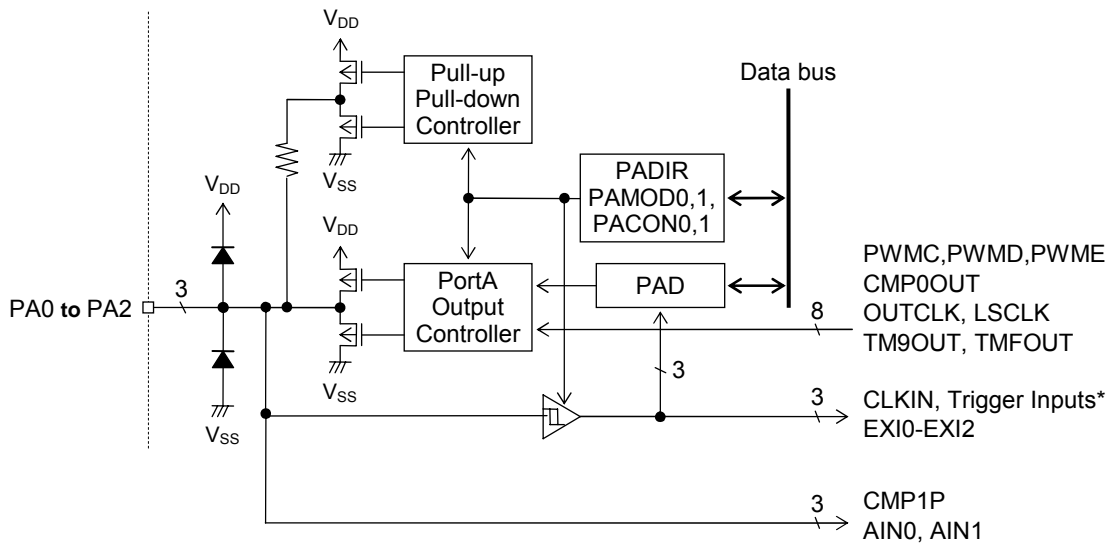 VDD
Pull-up
Pull-down
Controller
Data bus
VSS
PADIR
PAMOD0,1,
PACON0,1
VDD
VDD
PWMC,PWMD,PWME
CMP0OUT
OUTCLK, LSCLK
TM9OUT, TMFOUT
8
PA0 to PA2
3
PortA
Output
Controller
PAD
VSS
VSS
3
3
CLKIN, Trigger Inputs*
EXI0-EXI2
3
CMP1P
AIN0, AIN1